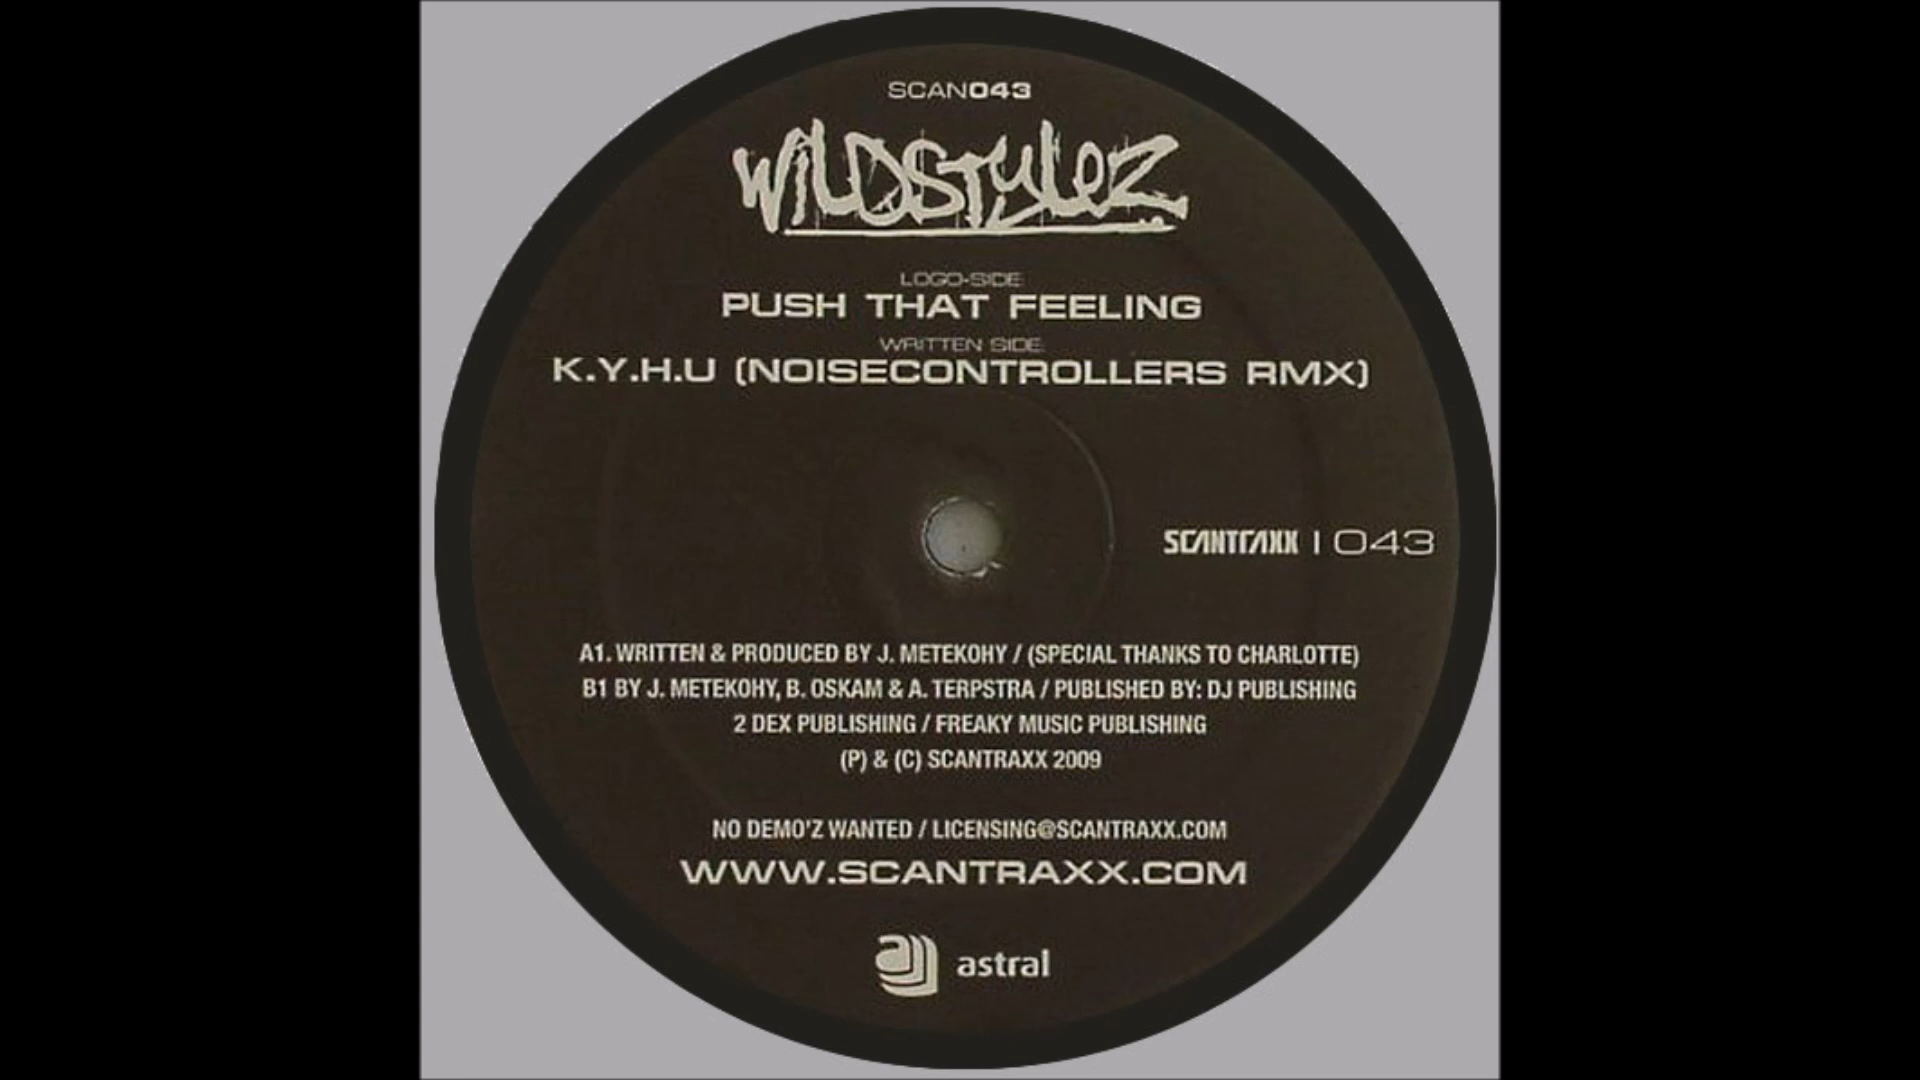 SCAN043
WILDSTYLEZ
LOGO-SIDE:
PUSH THAT FEELING
WRITTEN SIDE:
K.Y.H.U (NOISECONTROLLERS RMX)
SCANTRAXX | 043
A1. WRITTEN & PRODUCED BY J. METEKOHY / (SPECIAL THANKS TO CHARLOTTE)
B1 BY J. METEKOHY, B. OSKAM & A. TERPSTRA / PUBLISHED BY: DJ PUBLISHING
2 DEX PUBLISHING / FREAKY MUSIC PUBLISHING
(P) & (C) SCANTRAXX 2009
NO DEMO'Z WANTED / LICENSING@SCANTRAXX.COM
WWW.SCANTRAXX.COM
astral